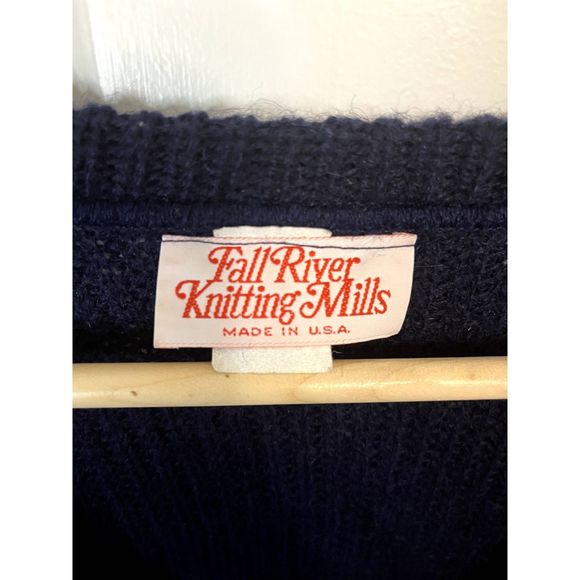 Fall River
Knitting Mills
MADE IN U.S.A.